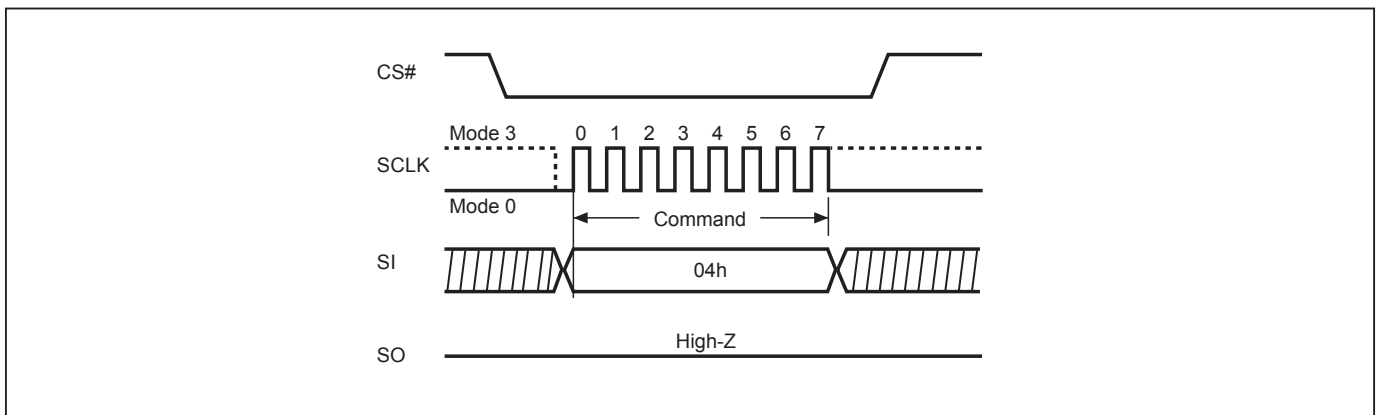 CS#
Mode 3 0 1 2 3 4 5 6 7
SCLK
Mode 0
Command
SI
04h
High-Z
SO